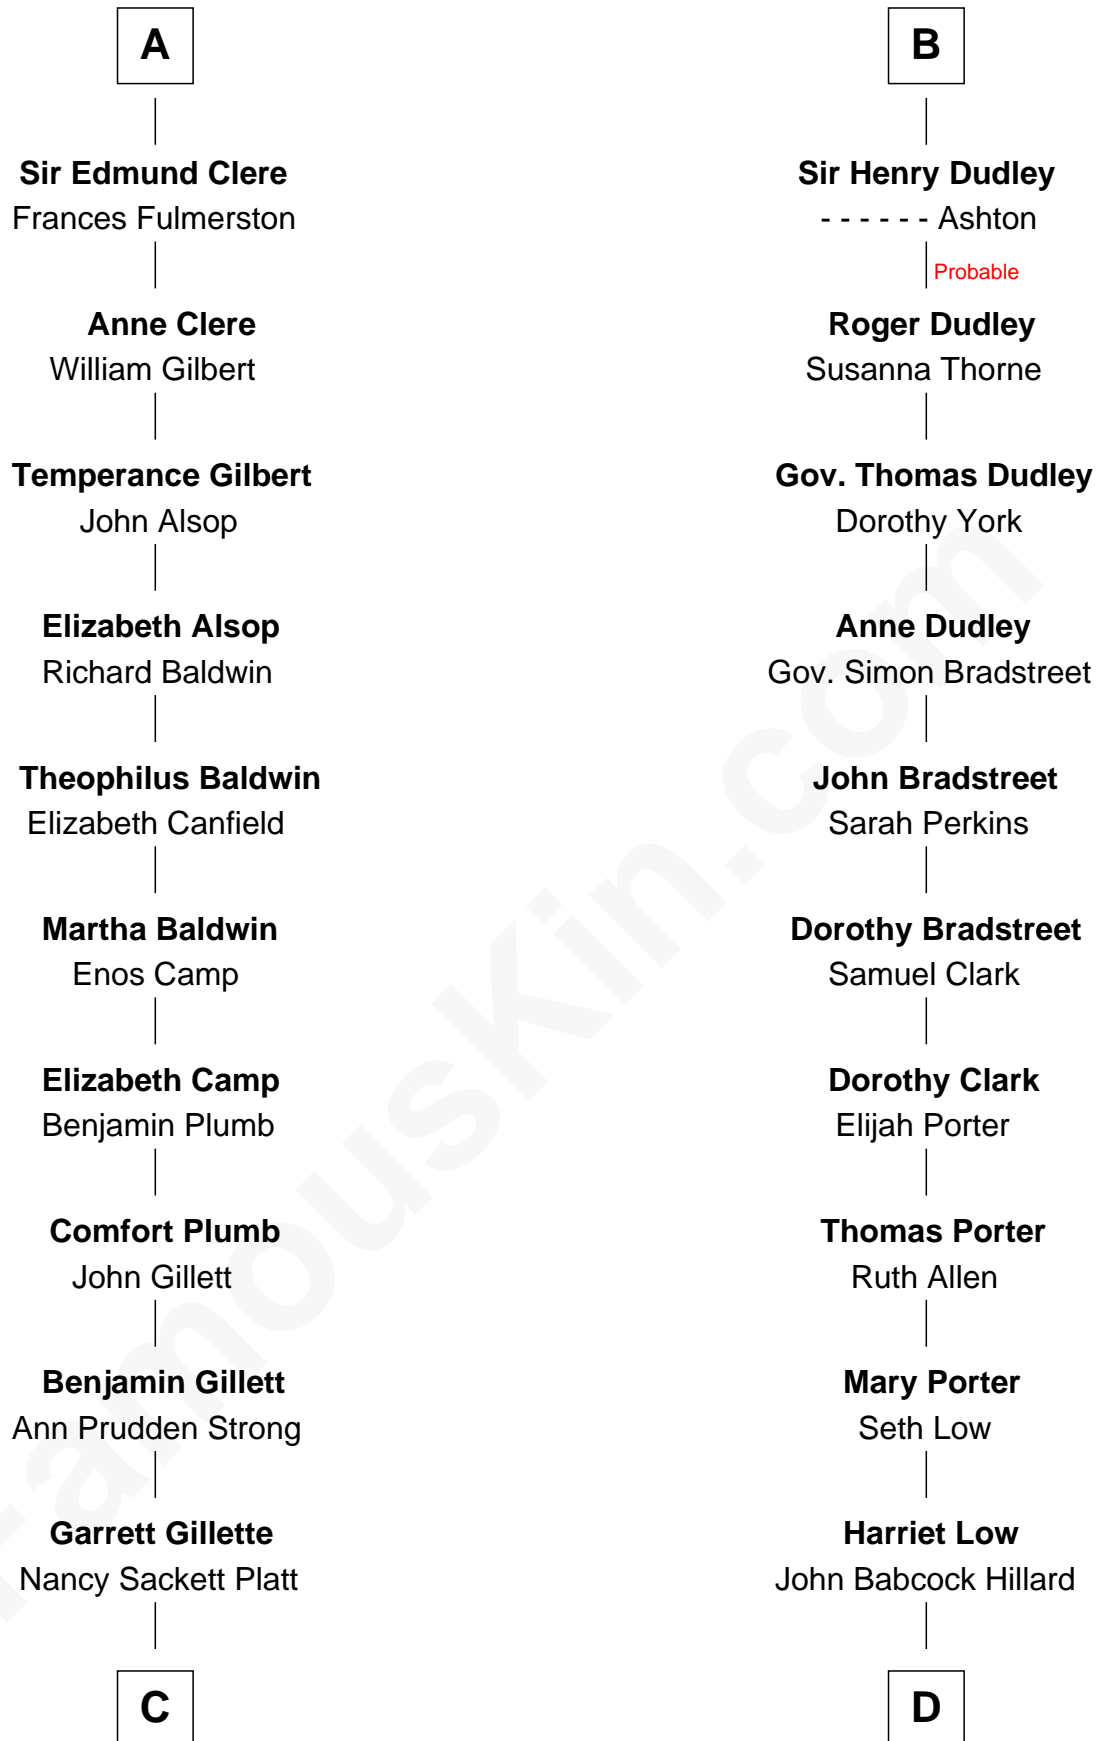 A
Sir Edmund Clere
Frances Fulmerston
Anne Clere
William Gilbert
Temperance Gilbert
John Alsop
Elizabeth Alsop
Richard Baldwin
Theophilus Baldwin
Elizabeth Canfield
Martha Baldwin
Enos Camp
Elizabeth Camp
Benjamin Plumb
Comfort Plumb
John Gillett
Benjamin Gillett
Ann Prudden Strong
Garrett Gillette
Nancy Sackett Platt
C
B
Sir Henry Dudley
- - - - - - Ashton
Probable
Roger Dudley
Susanna Thorne
Gov. Thomas Dudley
Dorothy York
Anne Dudley
Gov. Simon Bradstreet
John Bradstreet
Sarah Perkins
Dorothy Bradstreet
Samuel Clark
Dorothy Clark
Elijah Porter
Thomas Porter
Ruth Allen
Mary Porter
Seth Low
Harriet Low
John Babcock Hillard
D
FamousKin.com